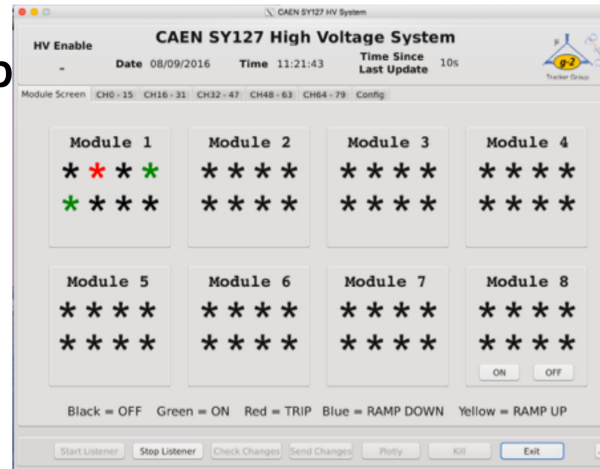 CAEN SY127 HV System
CAEN SY127 High Voltage System
HV Enable
-
Date 08/09/2016 Time 11:21:43 Time Since Last Update 10s
g-2
Tracker Group
Module Screen CH0 - 15 CH16 - 31 CH32 - 47 CH48 - 63 CH64 - 79 Config
Module 1 Module 2 Module 3 Module 4
* * * * * * * * * * * * * * * *
* * * * * * * * * * * * * * * *
Module 5 Module 6 Module 7 Module 8
* * * * * * * * * * * * * * * *
* * * * * * * * * * * * * * * *
ON OFF
Black = OFF Green = ON Red = TRIP Blue = RAMP DOWN Yellow = RAMP UP
Start Listener Stop Listener Check Changes Send Changes Plotly Kill Exit